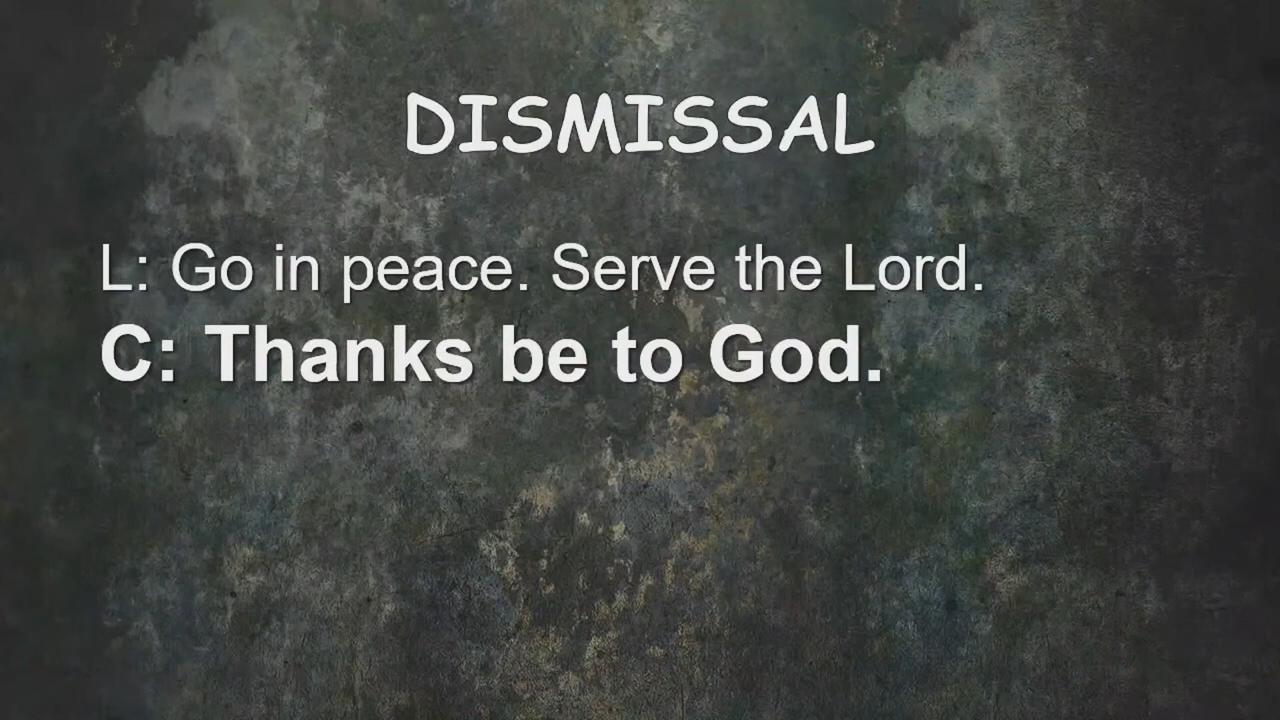 DISMISSAL
L: Go in peace. Serve the Lord.
C: Thanks be to God.